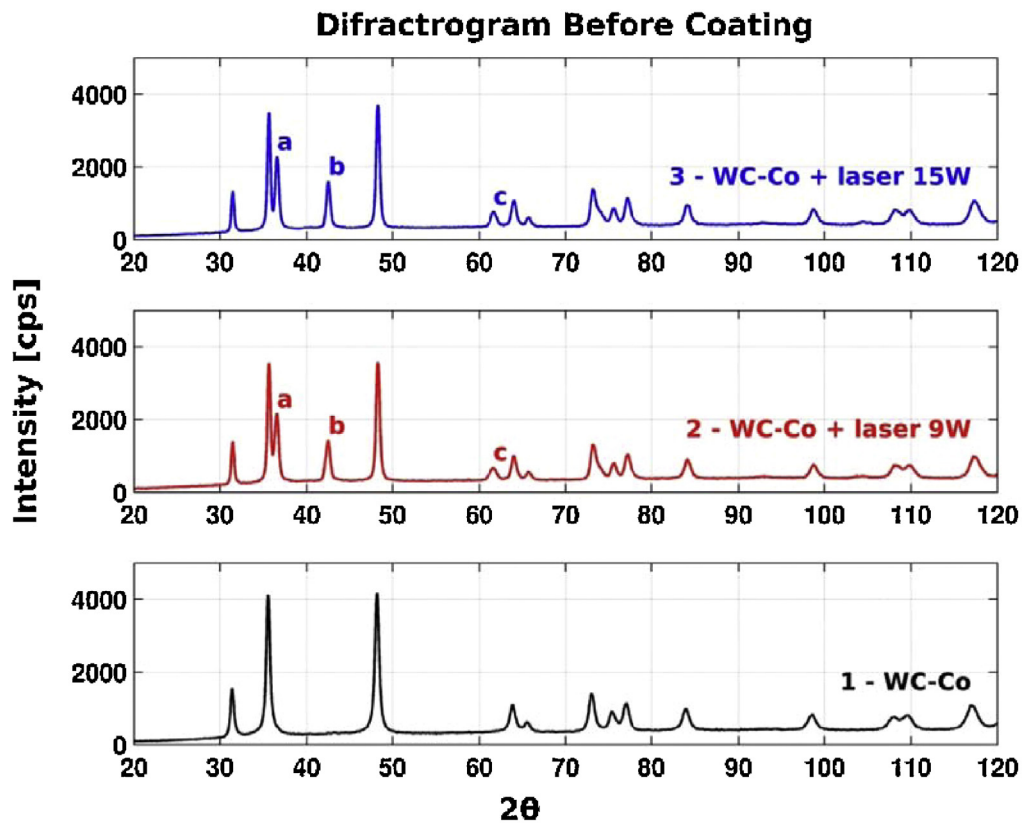 Difractrogram Before Coating
Intensity [cps]
4000
2000
0
a
b
c
3 - WC-Co + laser 15W
20 30 40 50 60 70 80 90 100 110 120
4000
2000
0
a
b
c
2 - WC-Co + laser 9W
20 30 40 50 60 70 80 90 100 110 120
4000
2000
0
1 - WC-Co
20 30 40 50 60 70 80 90 100 110 120
2θ